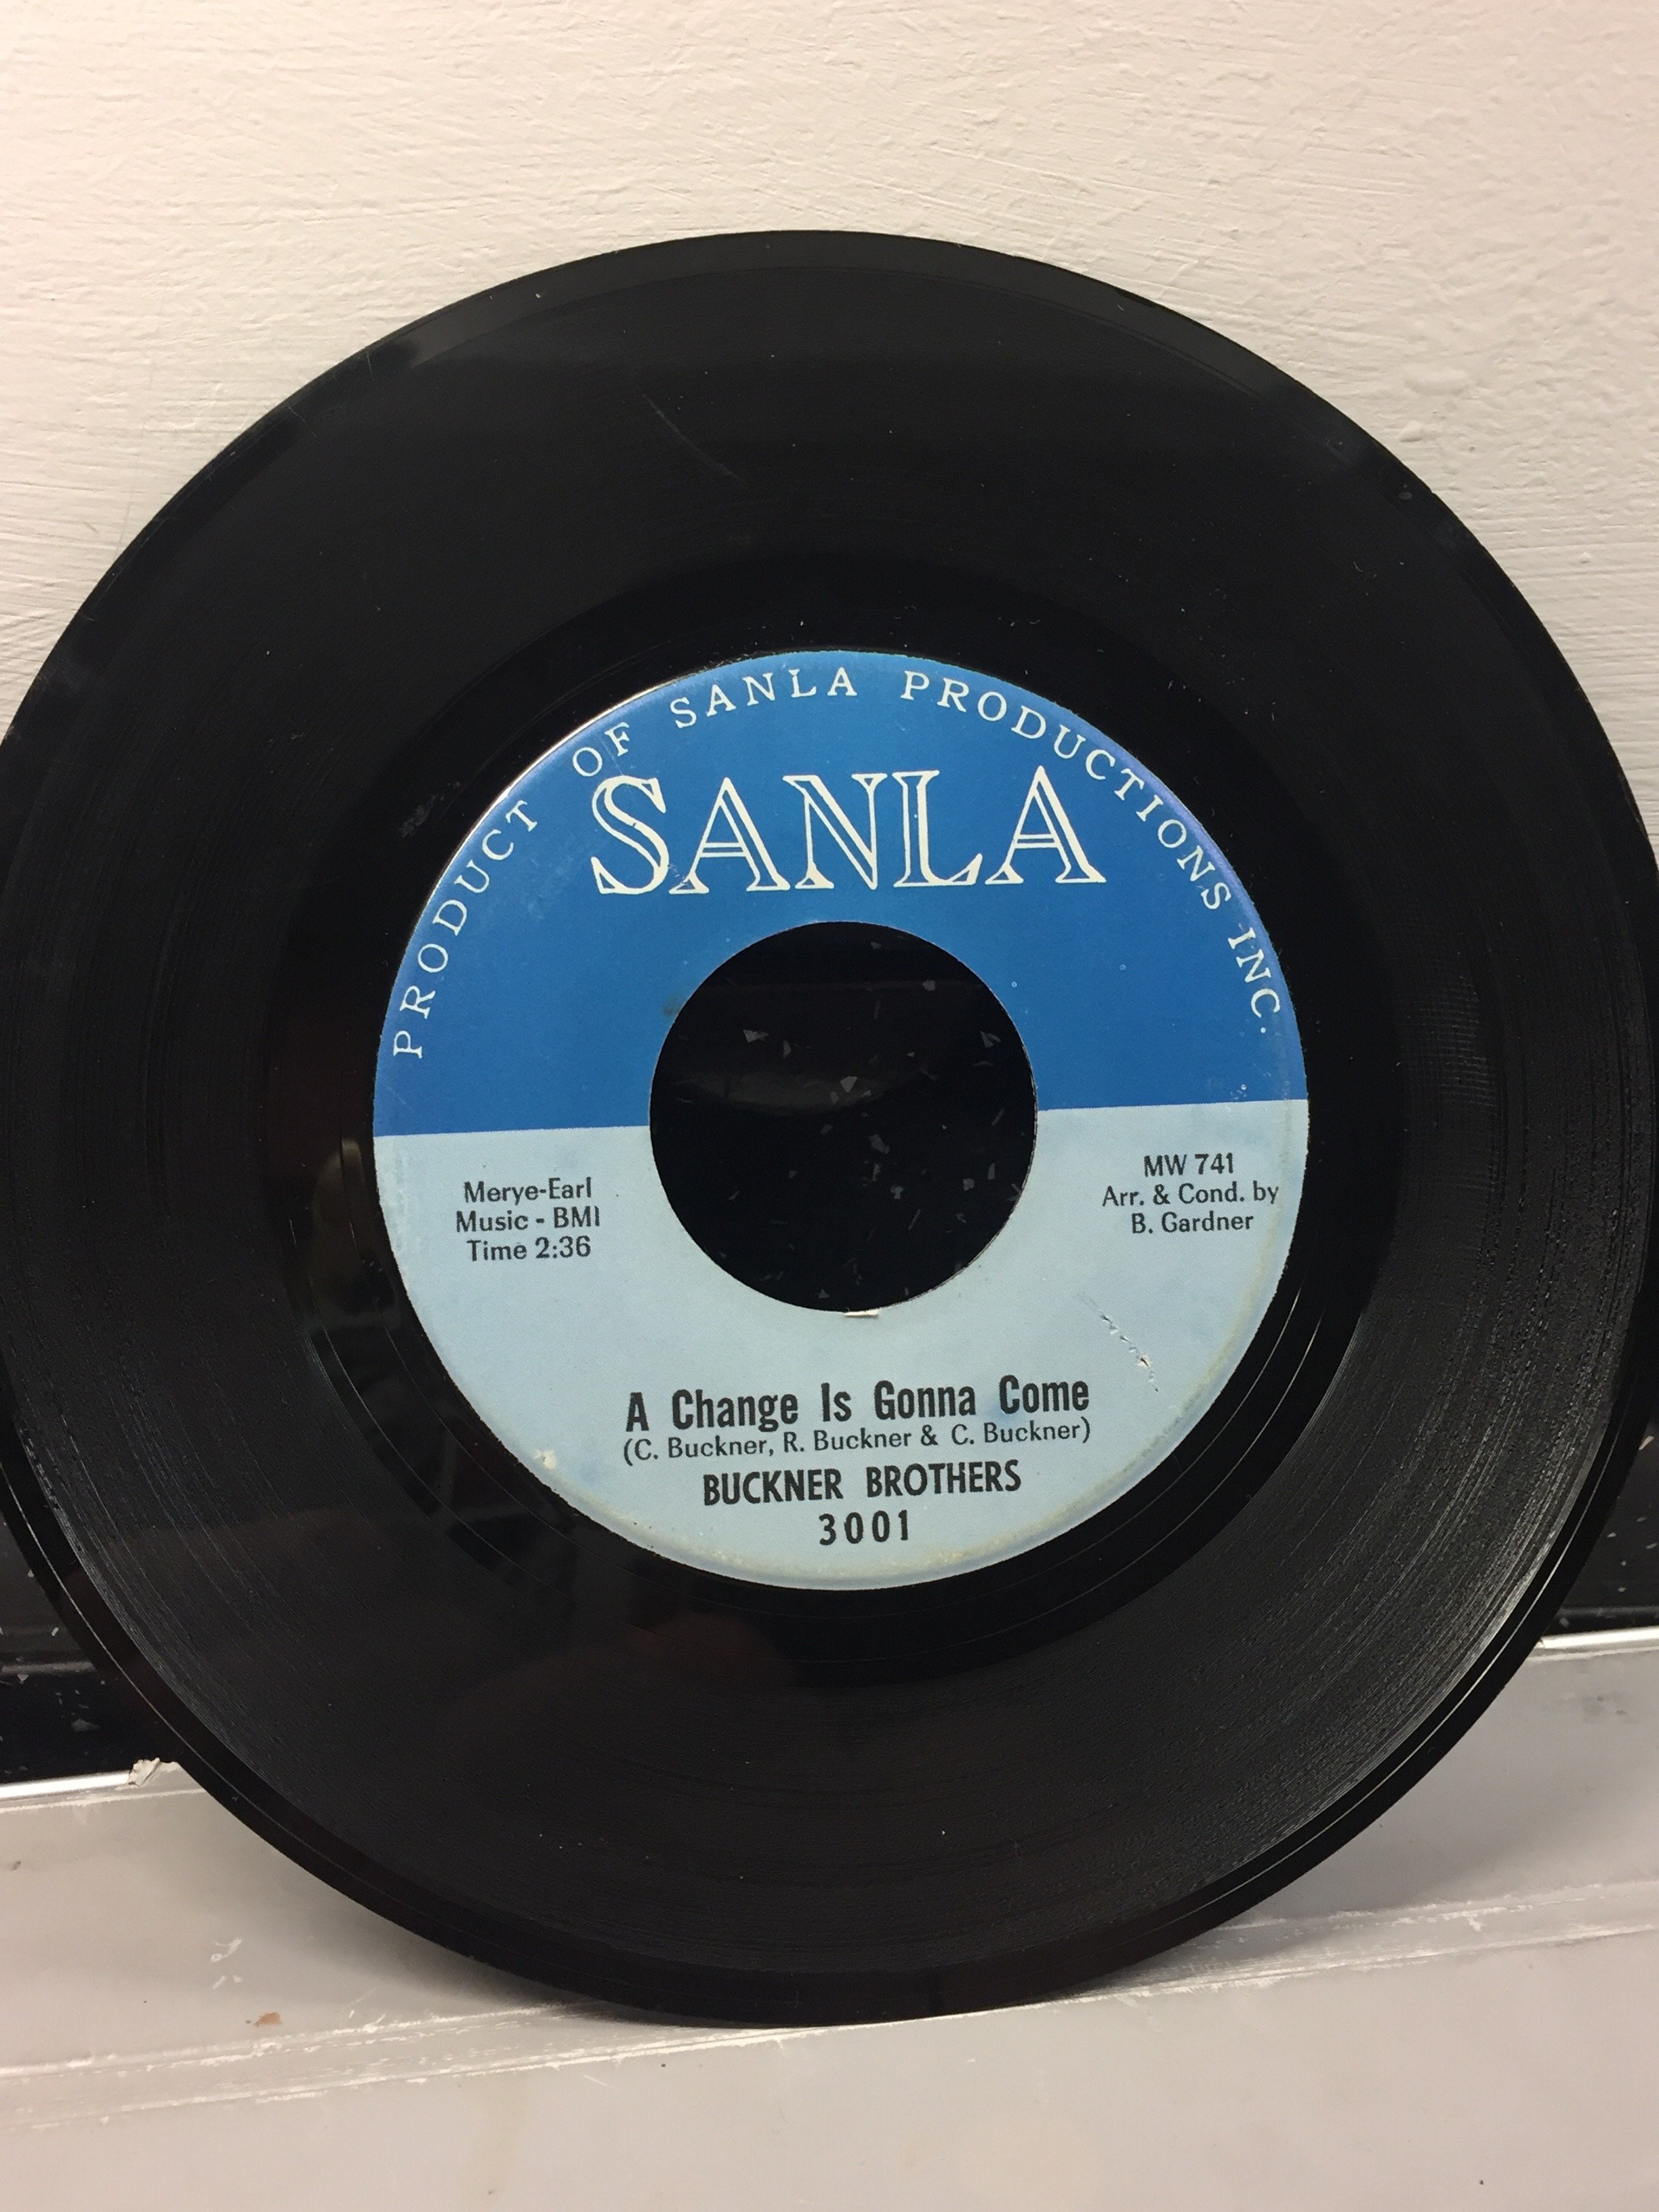 PRODUCT OF SANLA PRODUCTIONS INC.
SANLA
Merye-Earl
Music - BMI
Time 2:36
MW 741
Arr. & Cond. by
B. Gardner
A Change Is Gonna Come
(C. Buckner, R. Buckner & C. Buckner)
BUCKNER BROTHERS
3001